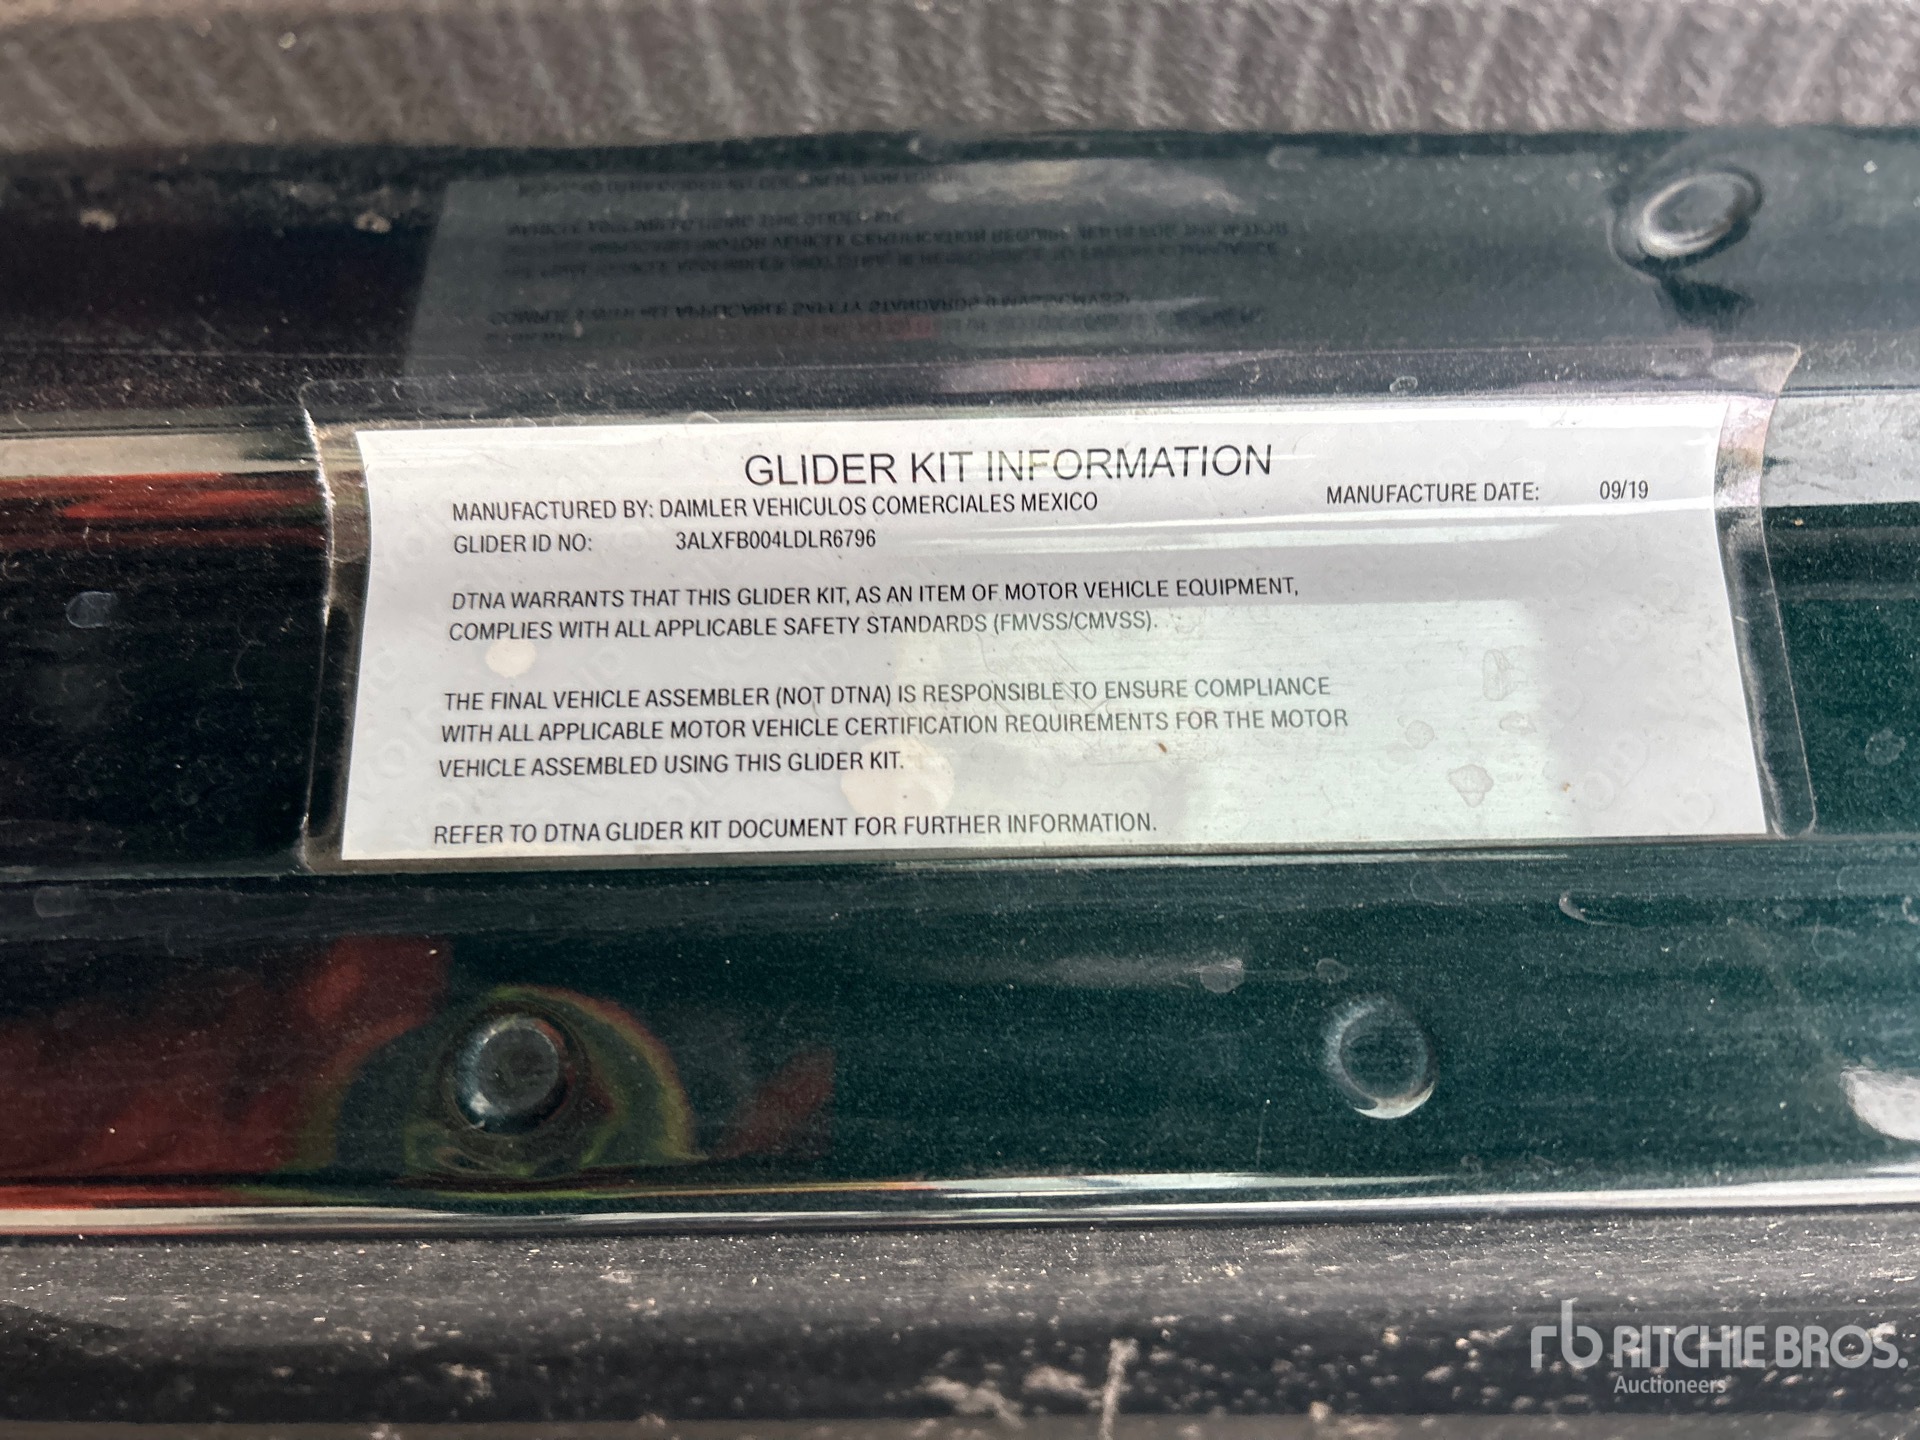 GLIDER KIT INFORMATION
MANUFACTURED BY: DAIMLER VEHICULOS COMERCIALES MEXICO MANUFACTURE DATE: 09/19
GLIDER ID NO: 3ALXFB004LDLR6796
DTNA WARRANTS THAT THIS GLIDER KIT, AS AN ITEM OF MOTOR VEHICLE EQUIPMENT,
COMPLIES WITH ALL APPLICABLE SAFETY STANDARDS (FMVSS/CMVSS).
THE FINAL VEHICLE ASSEMBLER (NOT DTNA) IS RESPONSIBLE TO ENSURE COMPLIANCE
WITH ALL APPLICABLE MOTOR VEHICLE CERTIFICATION REQUIREMENTS FOR THE MOTOR
VEHICLE ASSEMBLED USING THIS GLIDER KIT.
REFER TO DTNA GLIDER KIT DOCUMENT FOR FURTHER INFORMATION.
rb RITCHIE BROS.
Auctioneers